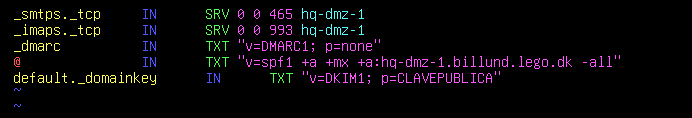 _smtps._tcp IN SRV 0 0 465 hq-dmz-1
_imaps._tcp IN SRV 0 0 993 hq-dmz-1
_dmarc IN TXT "v=DMARC1; p=none"
@ IN TXT "v=spf1 +a +mx +a:hq-dmz-1.billund.lego.dk -all"
default._domainkey IN TXT "v=DKIM1; p=CLAVEPUBLICA"
~
~